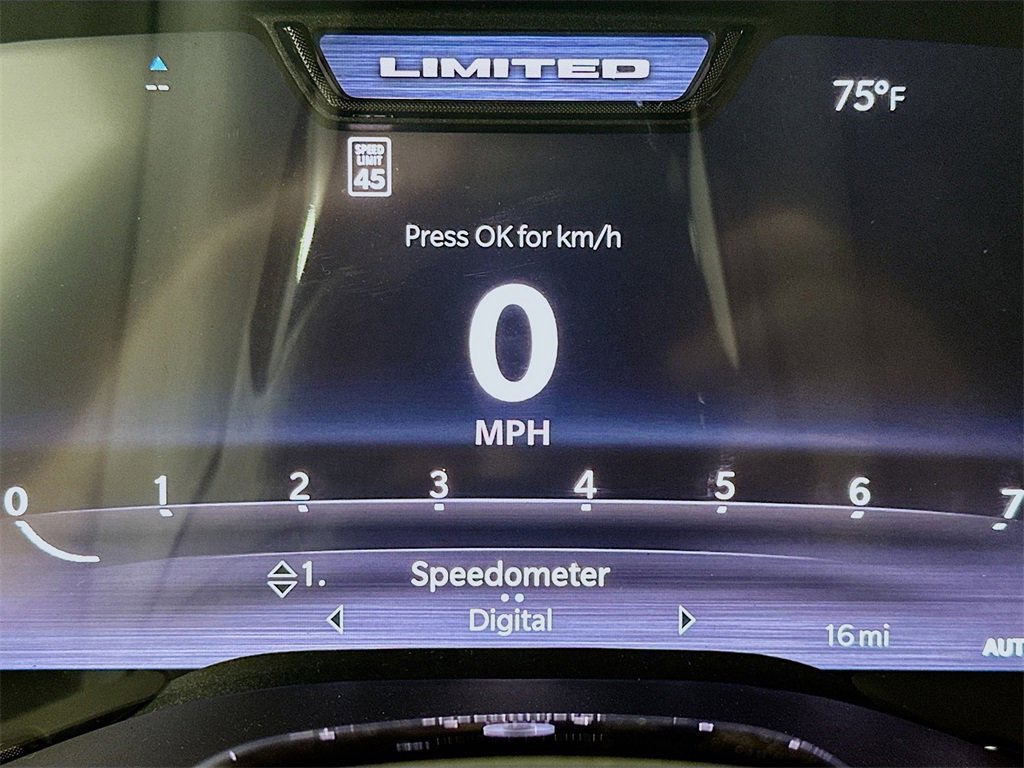 LIMITED
75°F
SPEED
LIMIT
45
Press OK for km/h
0
MPH
0 1 2 3 4 5 6 7
1. Speedometer
Digital
16 mi
AUT